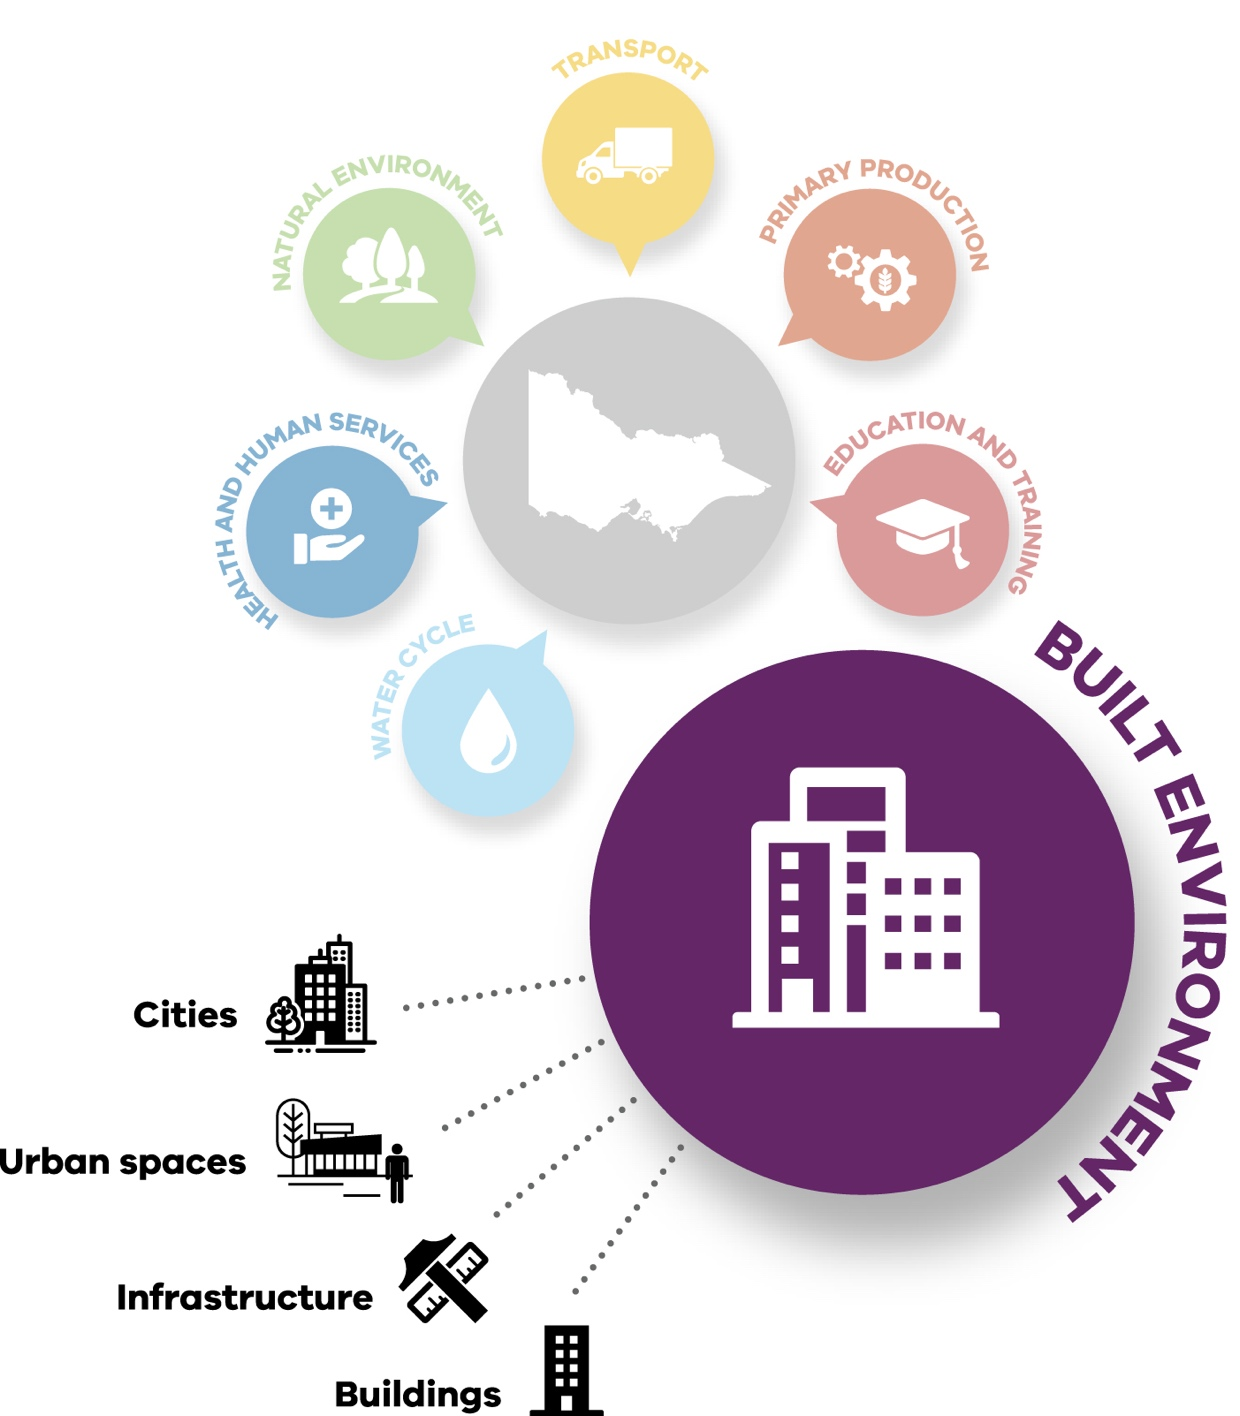 TRANSPORT
NATURAL ENVIRONMENT
PRIMARY PRODUCTION
HEALTH AND HUMAN SERVICES
EDUCATION AND TRAINING
WATER CYCLE
BUILT ENVIRONMENT
Cities
Urban spaces
Infrastructure
Buildings